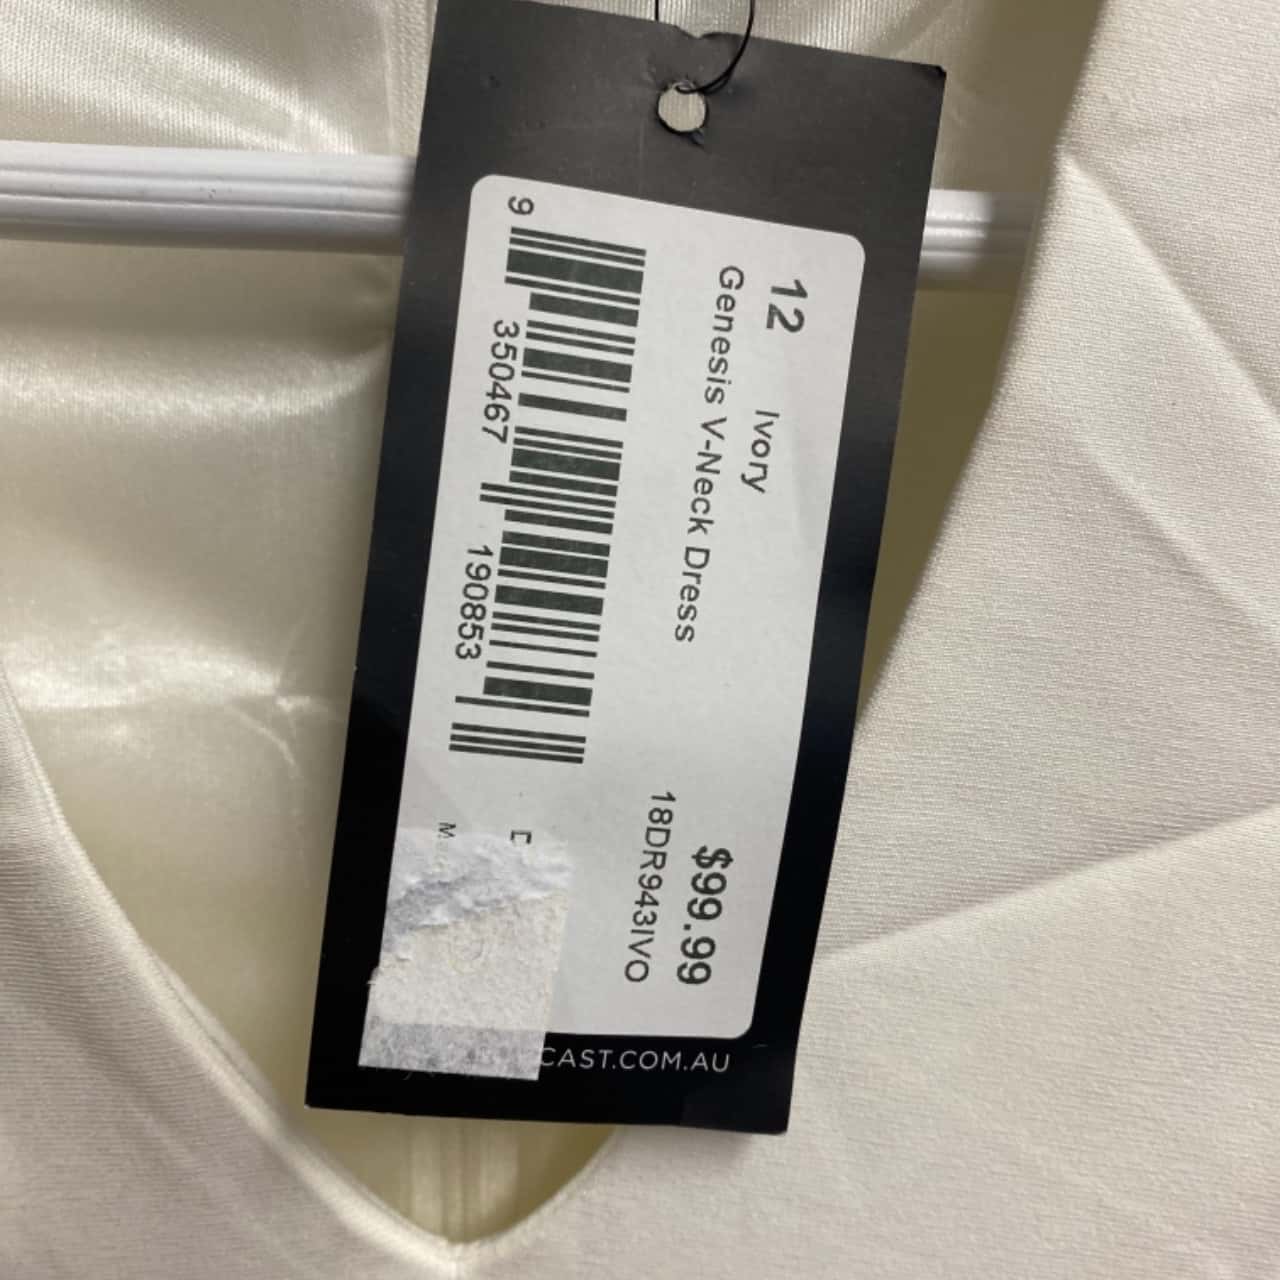 12 Ivory
Genesis V-Neck Dress
$99.99
18DR943IVO
9 350467 190853
M
CAST.COM.AU